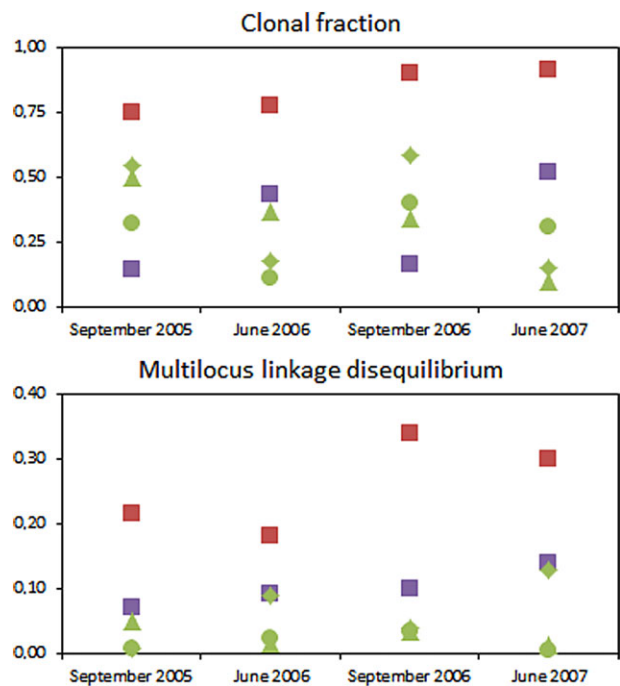 Clonal fraction
1,00
0,75
0,50
0,25
0,00
September 2005 June 2006 September 2006 June 2007
Multilocus linkage disequilibrium
0,40
0,30
0,20
0,10
0,00
September 2005 June 2006 September 2006 June 2007